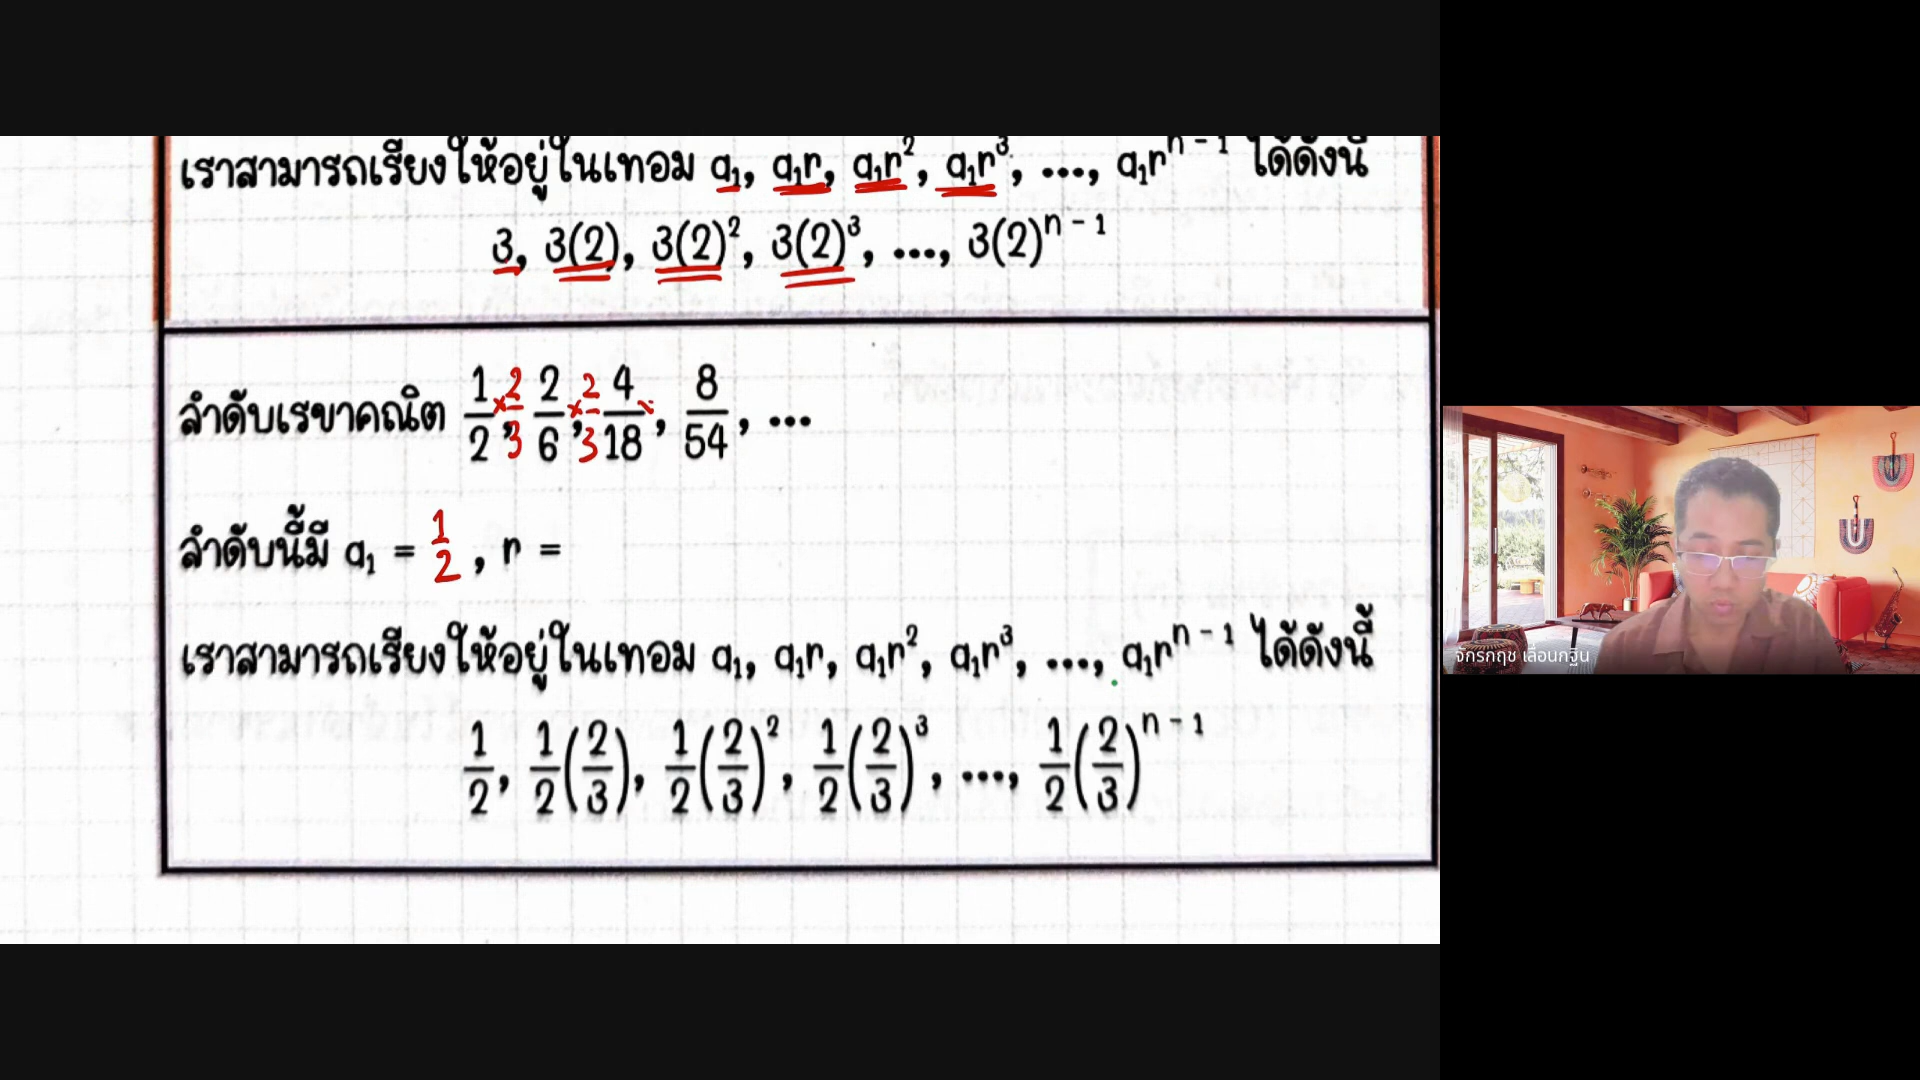 เราสามารถเรียงให้อยู่ในเทอม a₁, a₁r, a₁r², a₁r³, ..., a₁rⁿ⁻¹ ได้ดังนี้
3, 3(2), 3(2)², 3(2)³, ..., 3(2)ⁿ⁻¹
ลำดับเรขาคณิต 1/2 ×2/3, 2/6 ×2/3, 4/18 ×, 8/54, ...
ลำดับนี้มี a₁ = 1/2, r =
เราสามารถเรียงให้อยู่ในเทอม a₁, a₁r, a₁r², a₁r³, ..., a₁rⁿ⁻¹ ได้ดังนี้
1/2, 1/2(2/3), 1/2(2/3)², 1/2(2/3)³, ..., 1/2(2/3)ⁿ⁻¹
จักรกฤช เลื่อนกฐิน